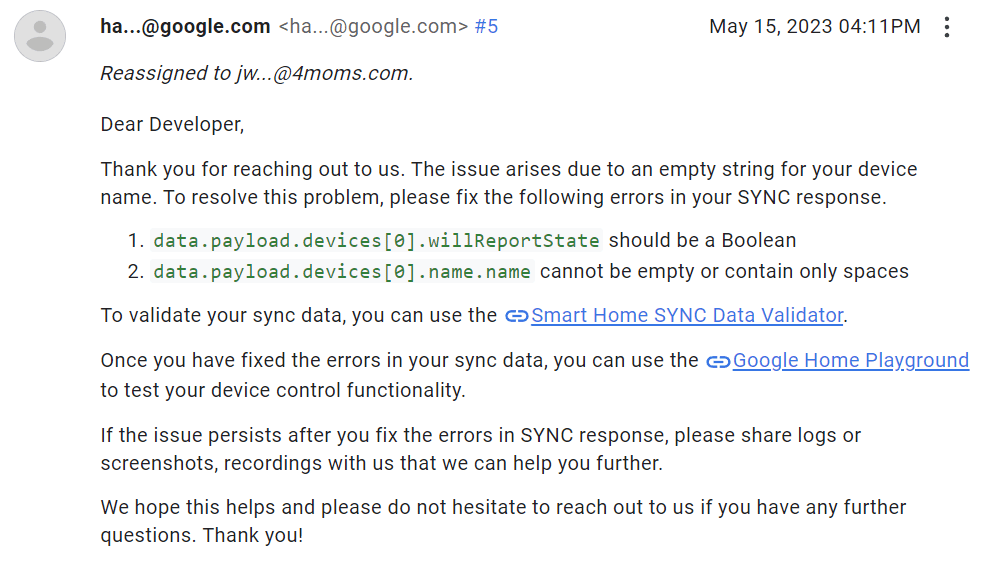 ha...@google.com <ha...@google.com> #5 May 15, 2023 04:11PM
Reassigned to jw...@4moms.com.
Dear Developer,
Thank you for reaching out to us. The issue arises due to an empty string for your device
name. To resolve this problem, please fix the following errors in your SYNC response.
1. data.payload.devices[0].willReportState should be a Boolean
2. data.payload.devices[0].name.name cannot be empty or contain only spaces
To validate your sync data, you can use the Smart Home SYNC Data Validator.
Once you have fixed the errors in your sync data, you can use the Google Home Playground
to test your device control functionality.
If the issue persists after you fix the errors in SYNC response, please share logs or
screenshots, recordings with us that we can help you further.
We hope this helps and please do not hesitate to reach out to us if you have any further
questions. Thank you!